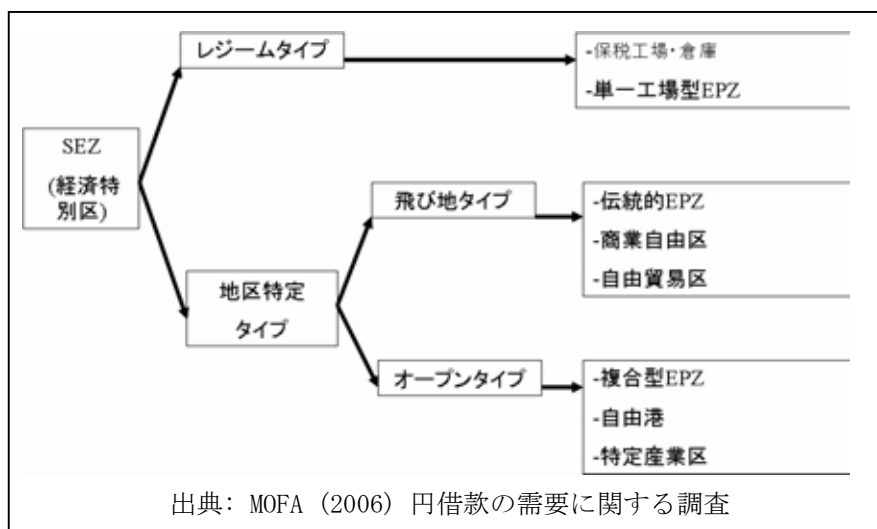 レジームタイプ
-保税工場・倉庫
-単一工場型EPZ
SEZ
(経済特
別区)
飛び地タイプ
-伝統的EPZ
-商業自由区
-自由貿易区
地区特定
タイプ
オープンタイプ
-複合型EPZ
-自由港
-特定産業区
出典: MOFA (2006) 円借款の需要に関する調査